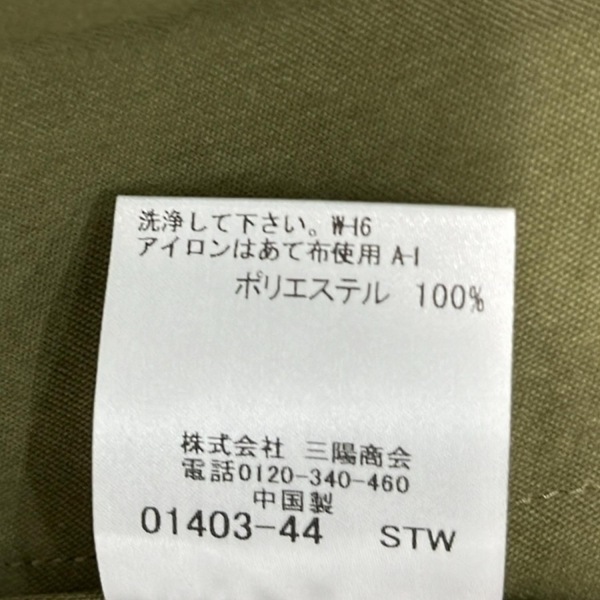 洗浄して下さい。W-16
アイロンはあて布使用 A-1
ポリエステル 100%
株式会社 三陽商会
電話0120-340-460
中国製
01403-44 STW